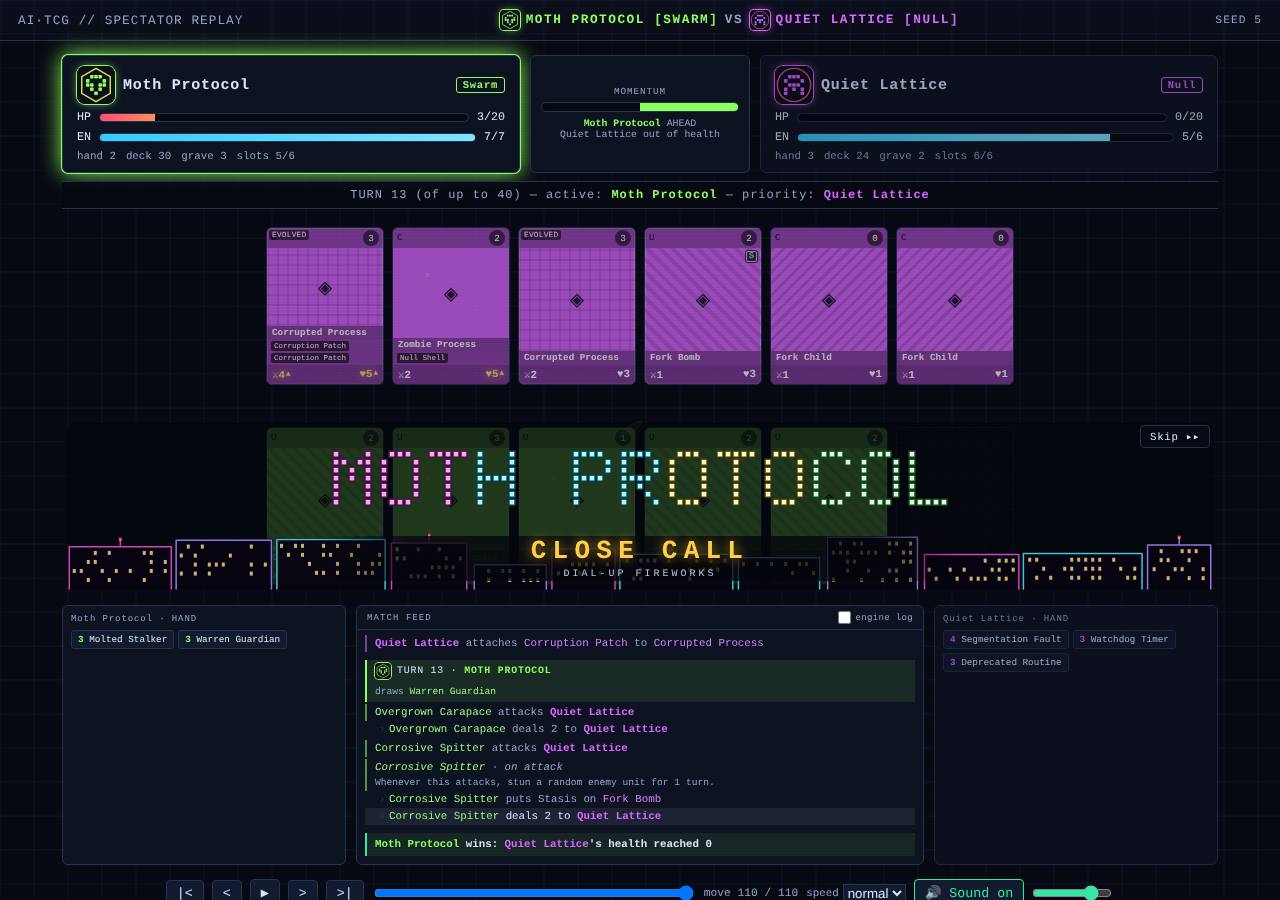 AI·TCG // SPECTATOR REPLAY
MOTH PROTOCOL [SWARM] VS QUIET LATTICE [NULL]
SEED 5
Moth Protocol
Swarm
HP 3/20
EN 7/7
hand 2 deck 30 grave 3 slots 5/6
MOMENTUM
Moth Protocol AHEAD
Quiet Lattice out of health
Quiet Lattice
Null
HP 0/20
EN 5/6
hand 3 deck 24 grave 2 slots 6/6
TURN 13 (of up to 40) — active: Moth Protocol — priority: Quiet Lattice
EVOLVED 3
Corrupted Process
Corruption Patch
Corruption Patch
⚔4▲ ♥5▲
C 2
Zombie Process
Null Shell
⚔2 ♥5▲
EVOLVED 3
Corrupted Process
⚔2 ♥3
U 2
S
Fork Bomb
⚔1 ♥3
C 0
Fork Child
⚔1 ♥1
C 0
Fork Child
⚔1 ♥1
U 2
U 3
U 1
U 2
U 2
Skip ▸▸
MOTH PROTOCOL
CLOSE CALL
DIAL-UP FIREWORKS
Moth Protocol · HAND
3 Molted Stalker
3 Warren Guardian
MATCH FEED
engine log
Quiet Lattice attaches Corruption Patch to Corrupted Process
TURN 13 · MOTH PROTOCOL
draws Warren Guardian
Overgrown Carapace attacks Quiet Lattice
Overgrown Carapace deals 2 to Quiet Lattice
Corrosive Spitter attacks Quiet Lattice
Corrosive Spitter · on attack
Whenever this attacks, stun a random enemy unit for 1 turn.
Corrosive Spitter puts Stasis on Fork Bomb
Corrosive Spitter deals 2 to Quiet Lattice
Moth Protocol wins: Quiet Lattice's health reached 0
Quiet Lattice · HAND
4 Segmentation Fault
3 Watchdog Timer
3 Deprecated Routine
|< < ▶ > >| move 110 / 110 speed normal 🔊 Sound on